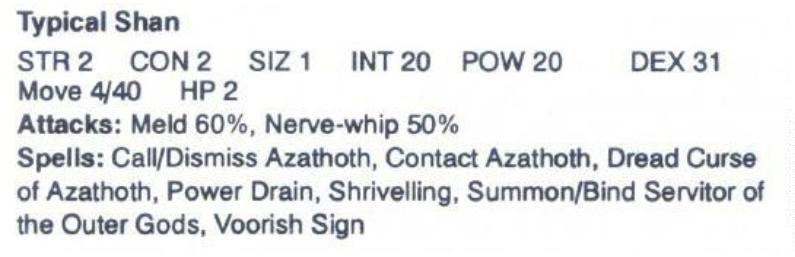 Typical Shan
STR 2 CON 2 SIZ 1 INT 20 POW 20 DEX 31
Move 4/40 HP 2
Attacks: Meld 60%, Nerve-whip 50%
Spells: Call/Dismiss Azathoth, Contact Azathoth, Dread Curse
of Azathoth, Power Drain, Shrivelling, Summon/Bind Servitor of
the Outer Gods, Voorish Sign